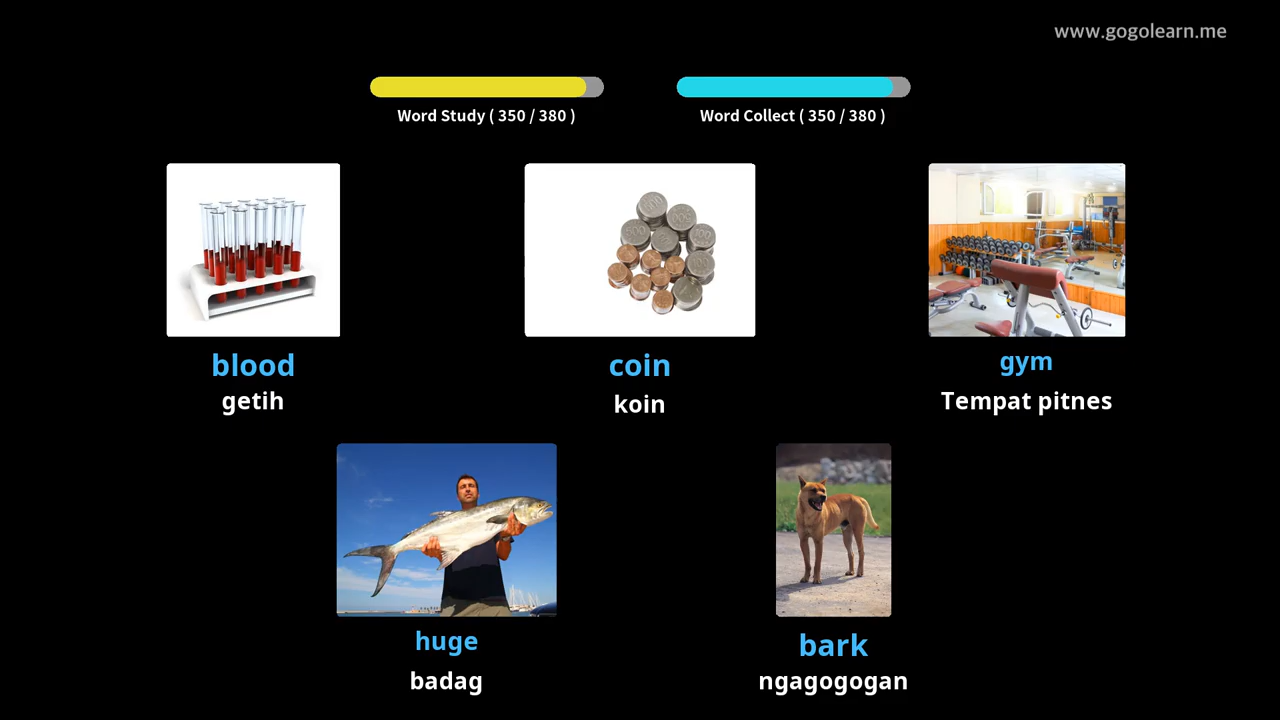 www.gogolearn.me
Word Study ( 350 / 380 )
Word Collect ( 350 / 380 )
blood
getih
coin
koin
gym
Tempat pitnes
huge
badag
bark
ngagogogan